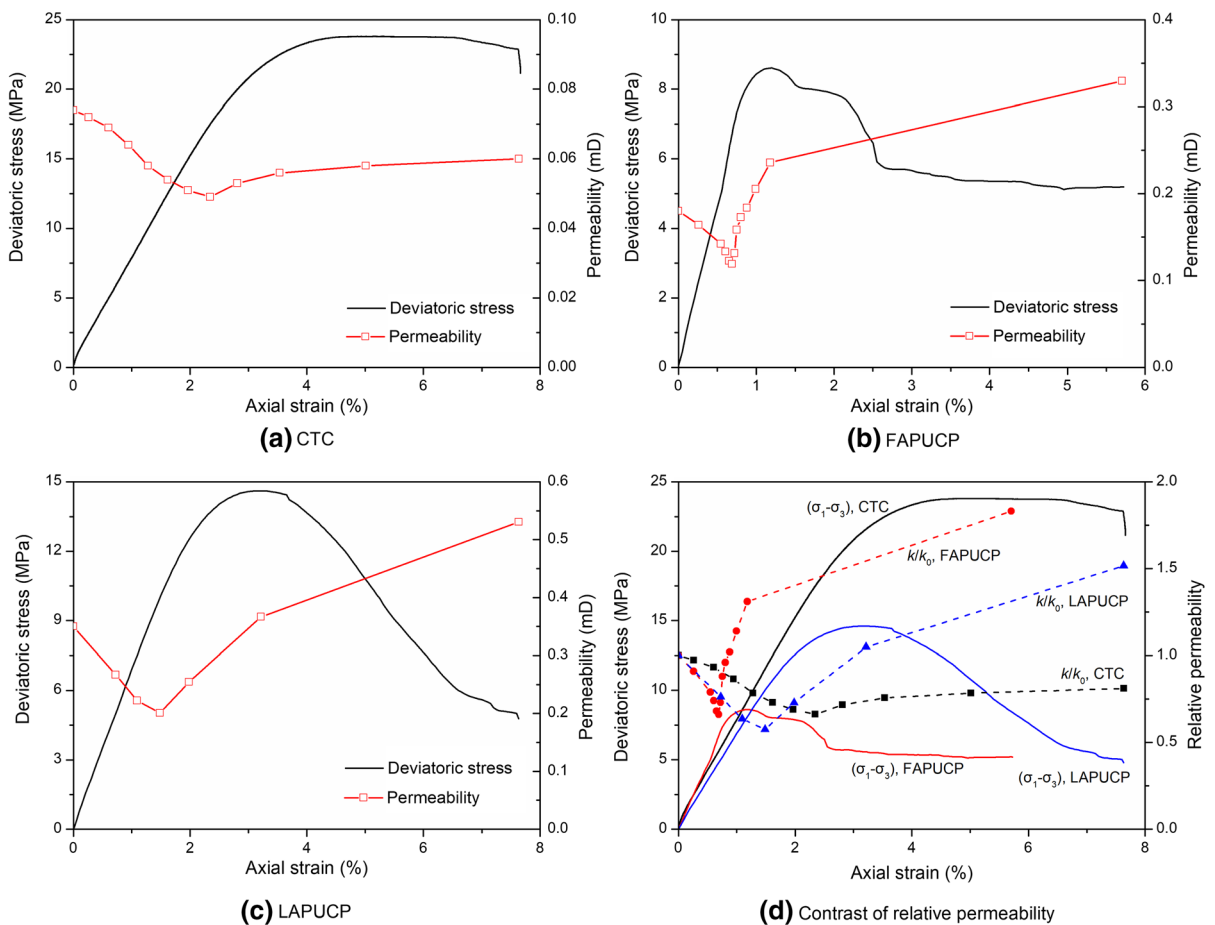 25
20
15
10
5
0
Deviatoric stress (MPa)
0.10
0.08
0.06
0.04
0.02
0.00
Permeability (mD)
Deviatoric stress
Permeability
0 2 4 6 8
Axial strain (%)
(a) CTC
10
8
6
4
2
0
Deviatoric stress (MPa)
0.4
0.3
0.2
0.1
0.0
Permeability (mD)
Deviatoric stress
Permeability
0 1 2 3 4 5 6
Axial strain (%)
(b) FAPUCP
15
12
9
6
3
0
Deviatoric stress (MPa)
0.6
0.5
0.4
0.3
0.2
0.1
0.0
Permeability (mD)
Deviatoric stress
Permeability
0 2 4 6 8
Axial strain (%)
(c) LAPUCP
25
20
15
10
5
0
Deviatoric stress (MPa)
2.0
1.5
1.0
0.5
0.0
Relative permeability
(σ₁-σ₃), CTC
k/k₀, FAPUCP
k/k₀, LAPUCP
k/k₀, CTC
(σ₁-σ₃), FAPUCP
(σ₁-σ₃), LAPUCP
0 2 4 6 8
Axial strain (%)
(d) Contrast of relative permeability